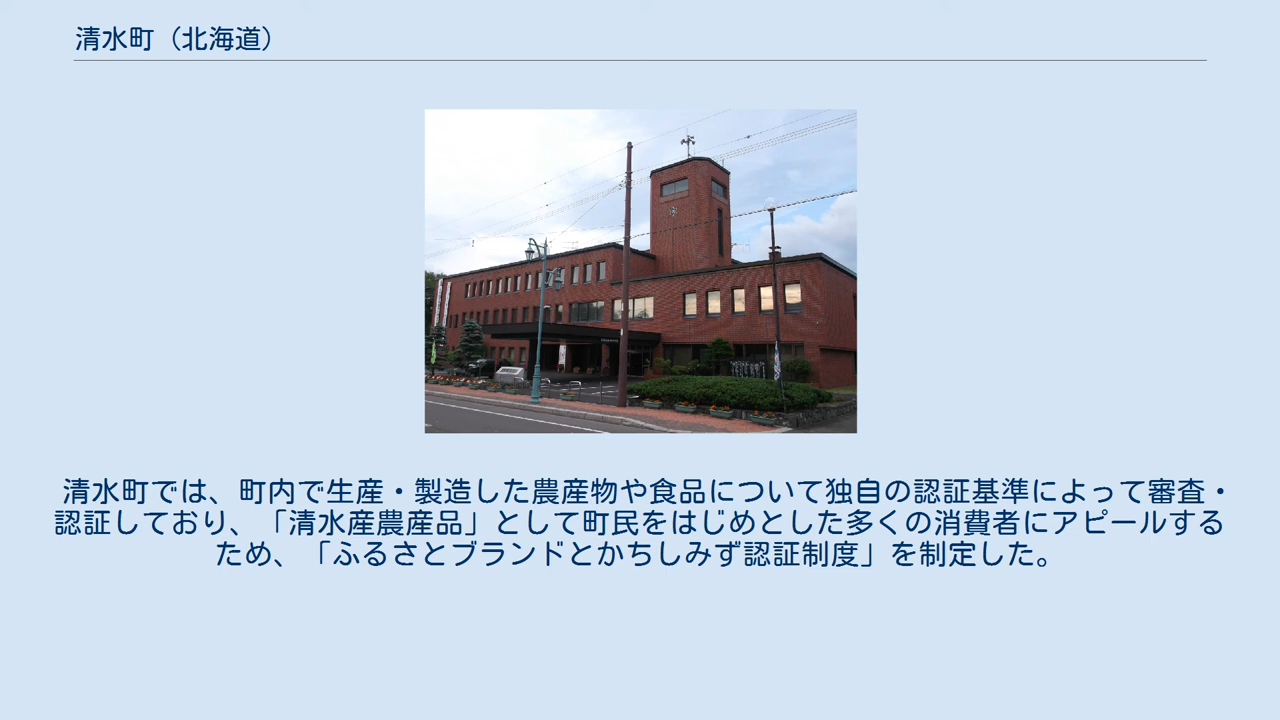 清水町（北海道）
清水町では、町内で生産・製造した農産物や食品について独自の認証基準によって審査・
認証しており、「清水産農産品」として町民をはじめとした多くの消費者にアピールする
ため、「ふるさとブランドとかちしみず認証制度」を制定した。